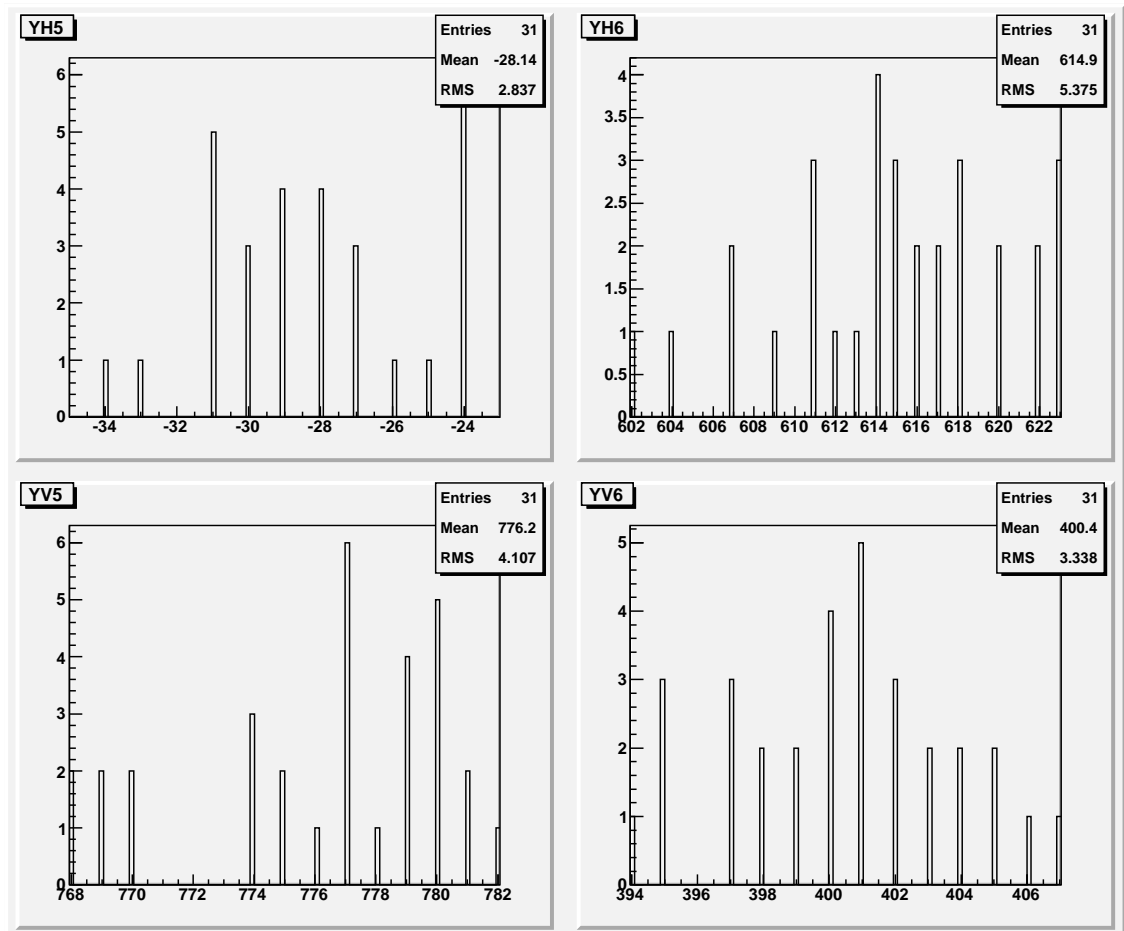 YH5
Entries 31
Mean -28.14
RMS 2.837
6
5
4
3
2
1
0
-34 -32 -30 -28 -26 -24
YH6
Entries 31
Mean 614.9
RMS 5.375
4
3.5
3
2.5
2
1.5
1
0.5
0
602 604 606 608 610 612 614 616 618 620 622
YV5
Entries 31
Mean 776.2
RMS 4.107
6
5
4
3
2
1
0
768 770 772 774 776 778 780 782
YV6
Entries 31
Mean 400.4
RMS 3.338
5
4
3
2
1
0
394 396 398 400 402 404 406